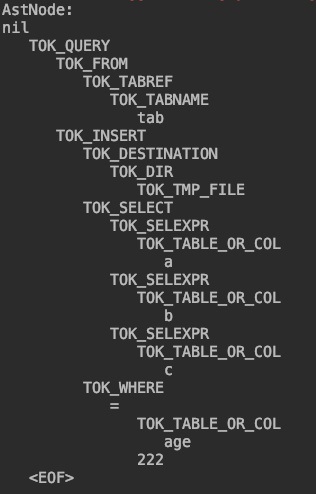 AstNode:
nil
TOK_QUERY
TOK_FROM
TOK_TABREF
TOK_TABNAME
tab
TOK_INSERT
TOK_DESTINATION
TOK_DIR
TOK_TMP_FILE
TOK_SELECT
TOK_SELEXPR
TOK_TABLE_OR_COL
a
TOK_SELEXPR
TOK_TABLE_OR_COL
b
TOK_SELEXPR
TOK_TABLE_OR_COL
c
TOK_WHERE
=
TOK_TABLE_OR_COL
age
222
<EOF>